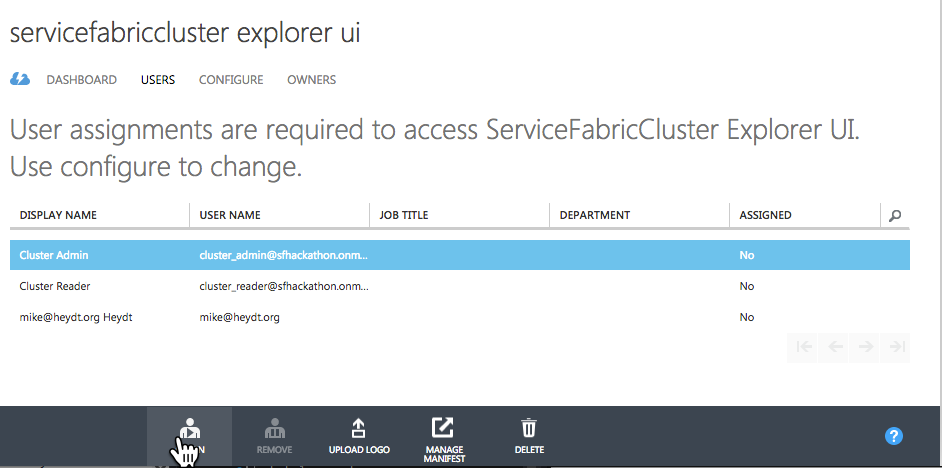 servicefabriccluster explorer ui
DASHBOARD USERS CONFIGURE OWNERS
User assignments are required to access ServiceFabricCluster Explorer UI.
Use configure to change.
DISPLAY NAME USER NAME JOB TITLE DEPARTMENT ASSIGNED
Cluster Admin cluster_admin@sfhackathon.onm... No
Cluster Reader cluster_reader@sfhackathon.onm... No
mike@heydt.org Heydt mike@heydt.org No
REMOVE UPLOAD LOGO MANAGE DELETE
MANIFEST
?